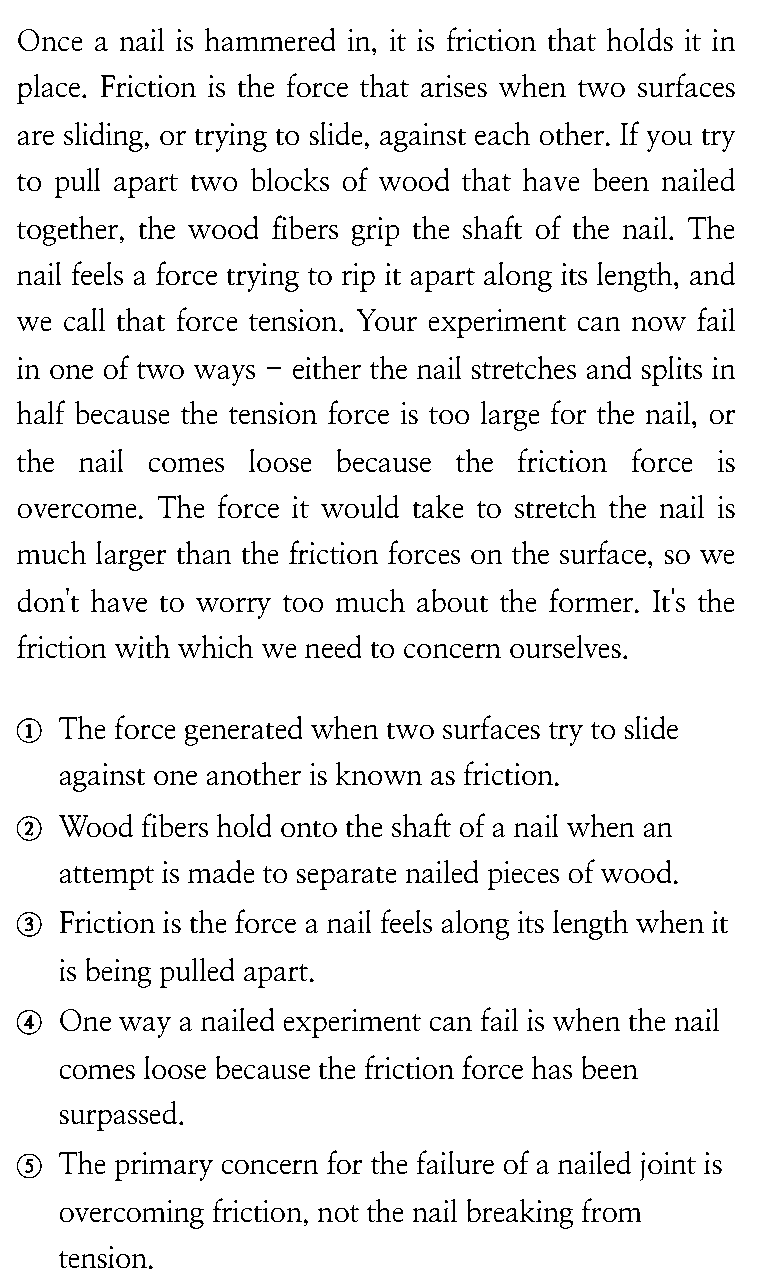 Once a nail is hammered in, it is friction that holds it in
place. Friction is the force that arises when two surfaces
are sliding, or trying to slide, against each other. If you try
to pull apart two blocks of wood that have been nailed
together, the wood fibers grip the shaft of the nail. The
nail feels a force trying to rip it apart along its length, and
we call that force tension. Your experiment can now fail
in one of two ways – either the nail stretches and splits in
half because the tension force is too large for the nail, or
the nail comes loose because the friction force is
overcome. The force it would take to stretch the nail is
much larger than the friction forces on the surface, so we
don't have to worry too much about the former. It's the
friction with which we need to concern ourselves.
① The force generated when two surfaces try to slide
against one another is known as friction.
② Wood fibers hold onto the shaft of a nail when an
attempt is made to separate nailed pieces of wood.
③ Friction is the force a nail feels along its length when it
is being pulled apart.
④ One way a nailed experiment can fail is when the nail
comes loose because the friction force has been
surpassed.
⑤ The primary concern for the failure of a nailed joint is
overcoming friction, not the nail breaking from
tension.